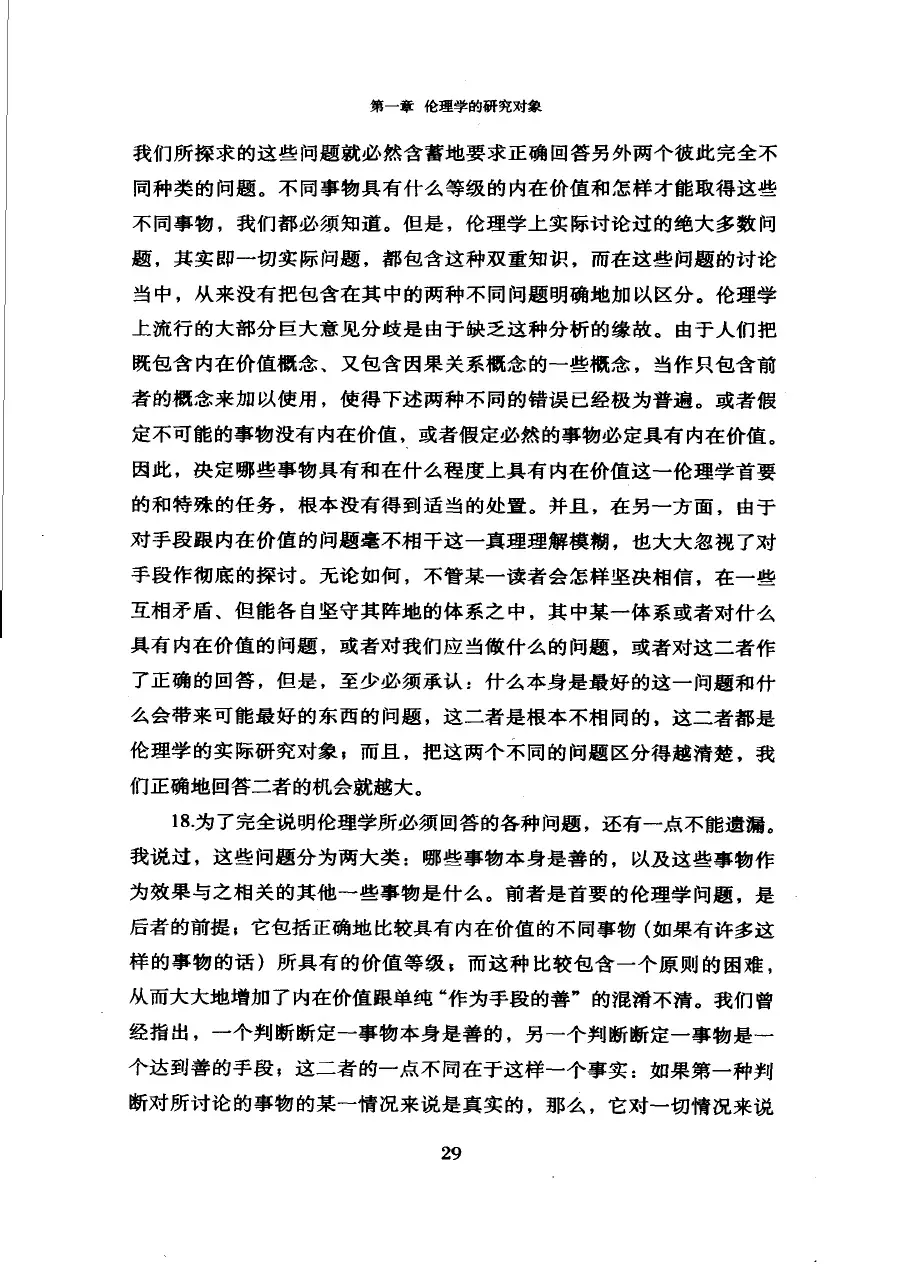 第一章 伦理学的研究对象
我们所探求的这些问题就必然含蓄地要求正确回答另外两个彼此完全不
同种类的问题。不同事物具有什么等级的内在价值和怎样才能取得这些
不同事物，我们都必须知道。但是，伦理学上实际讨论过的绝大多数问
题，其实即一切实际问题，都包含这种双重知识，而在这些问题的讨论
当中，从来没有把包含在其中的两种不同问题明确地加以区分。伦理学
上流行的大部分巨大意见分歧是由于缺乏这种分析的缘故。由于人们把
既包含内在价值概念、又包含因果关系概念的一些概念，当作只包含前
者的概念来加以使用，使得下述两种不同的错误已经极为普遍。或者假
定不可能的事物没有内在价值，或者假定必然的事物必定具有内在价值。
因此，决定哪些事物具有和在什么程度上具有内在价值这一伦理学首要
的和特殊的任务，根本没有得到适当的处置。并且，在另一方面，由于
对手段跟内在价值的问题毫不相干这一真理理解模糊，也大大忽视了对
手段作彻底的探讨。无论如何，不管某一读者会怎样坚决相信，在一些
互相矛盾、但能各自坚守其阵地的体系之中，其中某一体系或者对什么
具有内在价值的问题，或者对我们应当做什么的问题，或者对这二者作
了正确的回答，但是，至少必须承认：什么本身是最好的这一问题和什
么会带来可能最好的东西的问题，这二者是根本不相同的，这二者都是
伦理学的实际研究对象；而且，把这两个不同的问题区分得越清楚，我
们正确地回答二者的机会就越大。
18.为了完全说明伦理学所必须回答的各种问题，还有一点不能遗漏。
我说过，这些问题分为两大类：哪些事物本身是善的，以及这些事物作
为效果与之相关的其他一些事物是什么。前者是首要的伦理学问题，是
后者的前提；它包括正确地比较具有内在价值的不同事物（如果有许多这
样的事物的话）所具有的价值等级；而这种比较包含一个原则的困难，
从而大大地增加了内在价值跟单纯“作为手段的善”的混淆不清。我们曾
经指出，一个判断断定一事物本身是善的，另一个判断断定一事物是一
个达到善的手段；这二者的一点不同在于这样一个事实：如果第一种判
断对所讨论的事物的某一情况来说是真实的，那么，它对一切情况来说
29